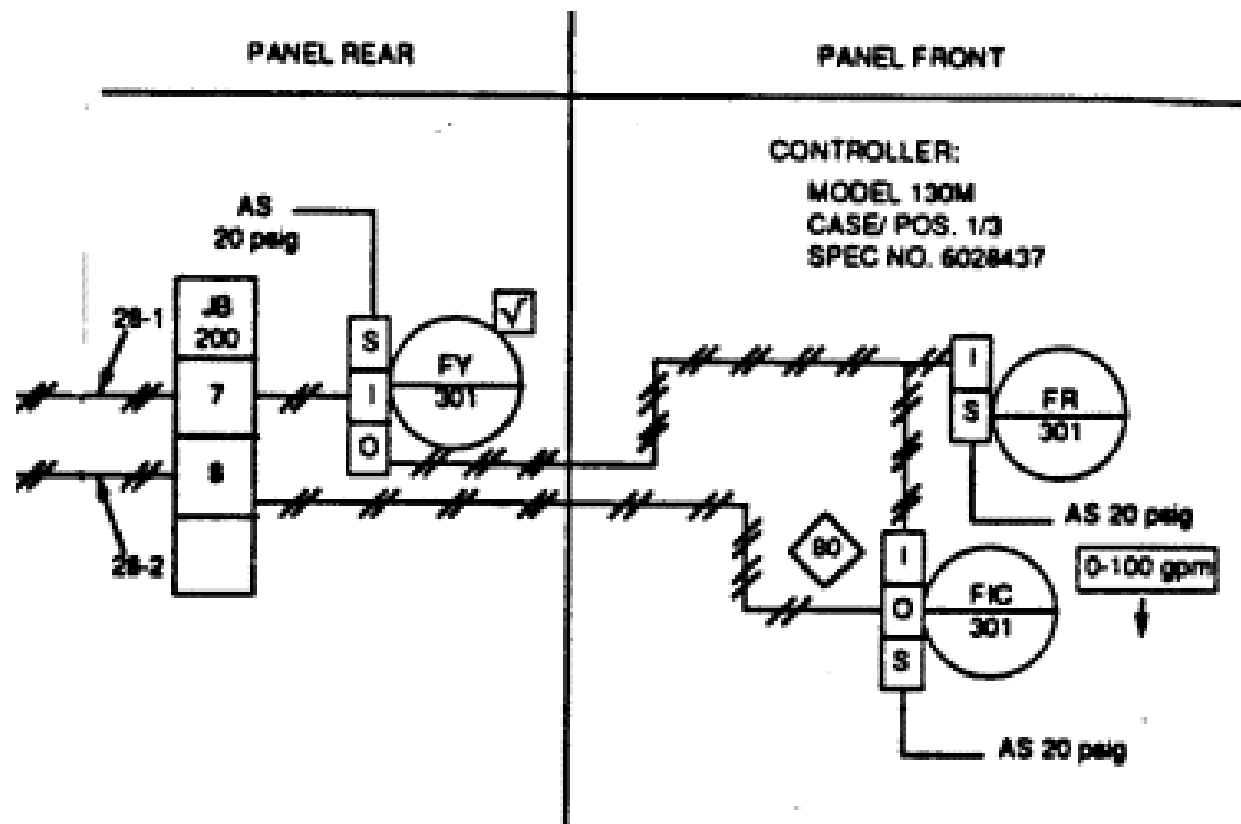 PANEL REAR
PANEL FRONT
CONTROLLER:
MODEL 130M
CASE/ POS. 1/3
SPEC NO. 6028437
AS
20 psig
JB
200
28-1
7
8
28-2
S
I
O
√
FY
301
I
S
FR
301
AS 20 psig
80
I
O
S
FIC
301
0-100 gpm
AS 20 psig